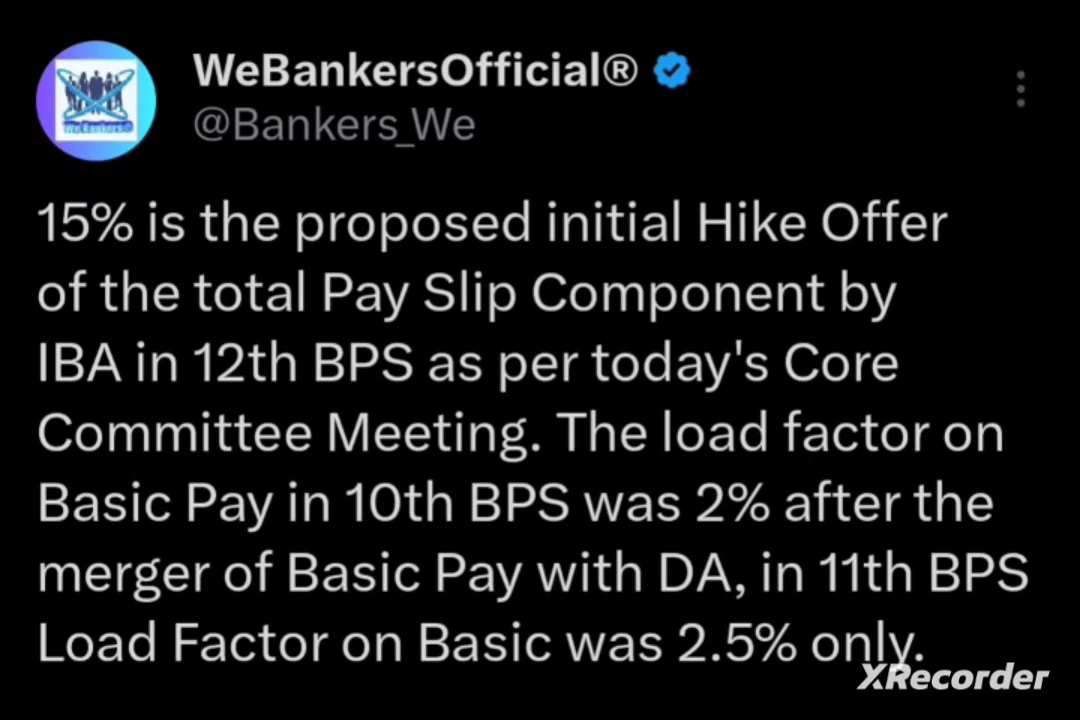 WeBankersOfficial®
@Bankers_We
We Bankers®
15% is the proposed initial Hike Offer
of the total Pay Slip Component by
IBA in 12th BPS as per today's Core
Committee Meeting. The load factor on
Basic Pay in 10th BPS was 2% after the
merger of Basic Pay with DA, in 11th BPS
Load Factor on Basic was 2.5% only.
XRecorder